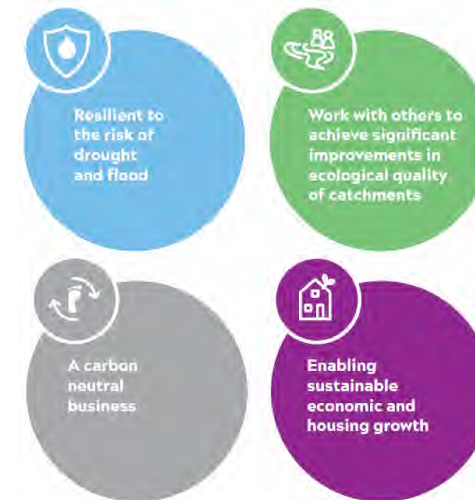 Resilient to
the risk of
drought
and flood
Work with others to
achieve significant
improvements in
ecological quality
of catchments
A carbon
neutral
business
Enabling
sustainable
economic and
housing growth